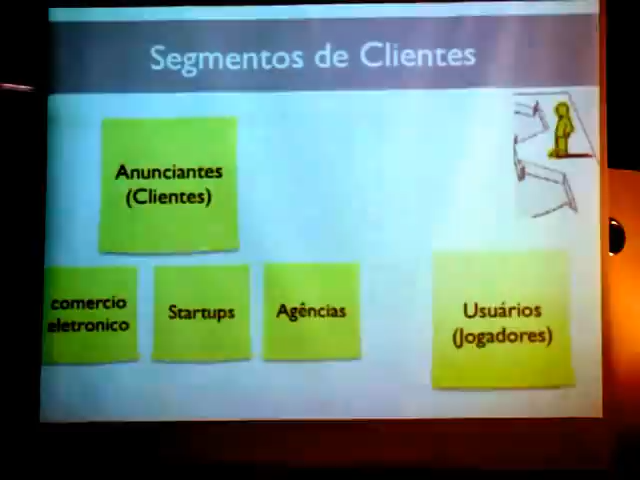 Segmentos de Clientes
Anunciantes
(Clientes)
comercio
eletronico
Startups
Agências
Usuários
(Jogadores)